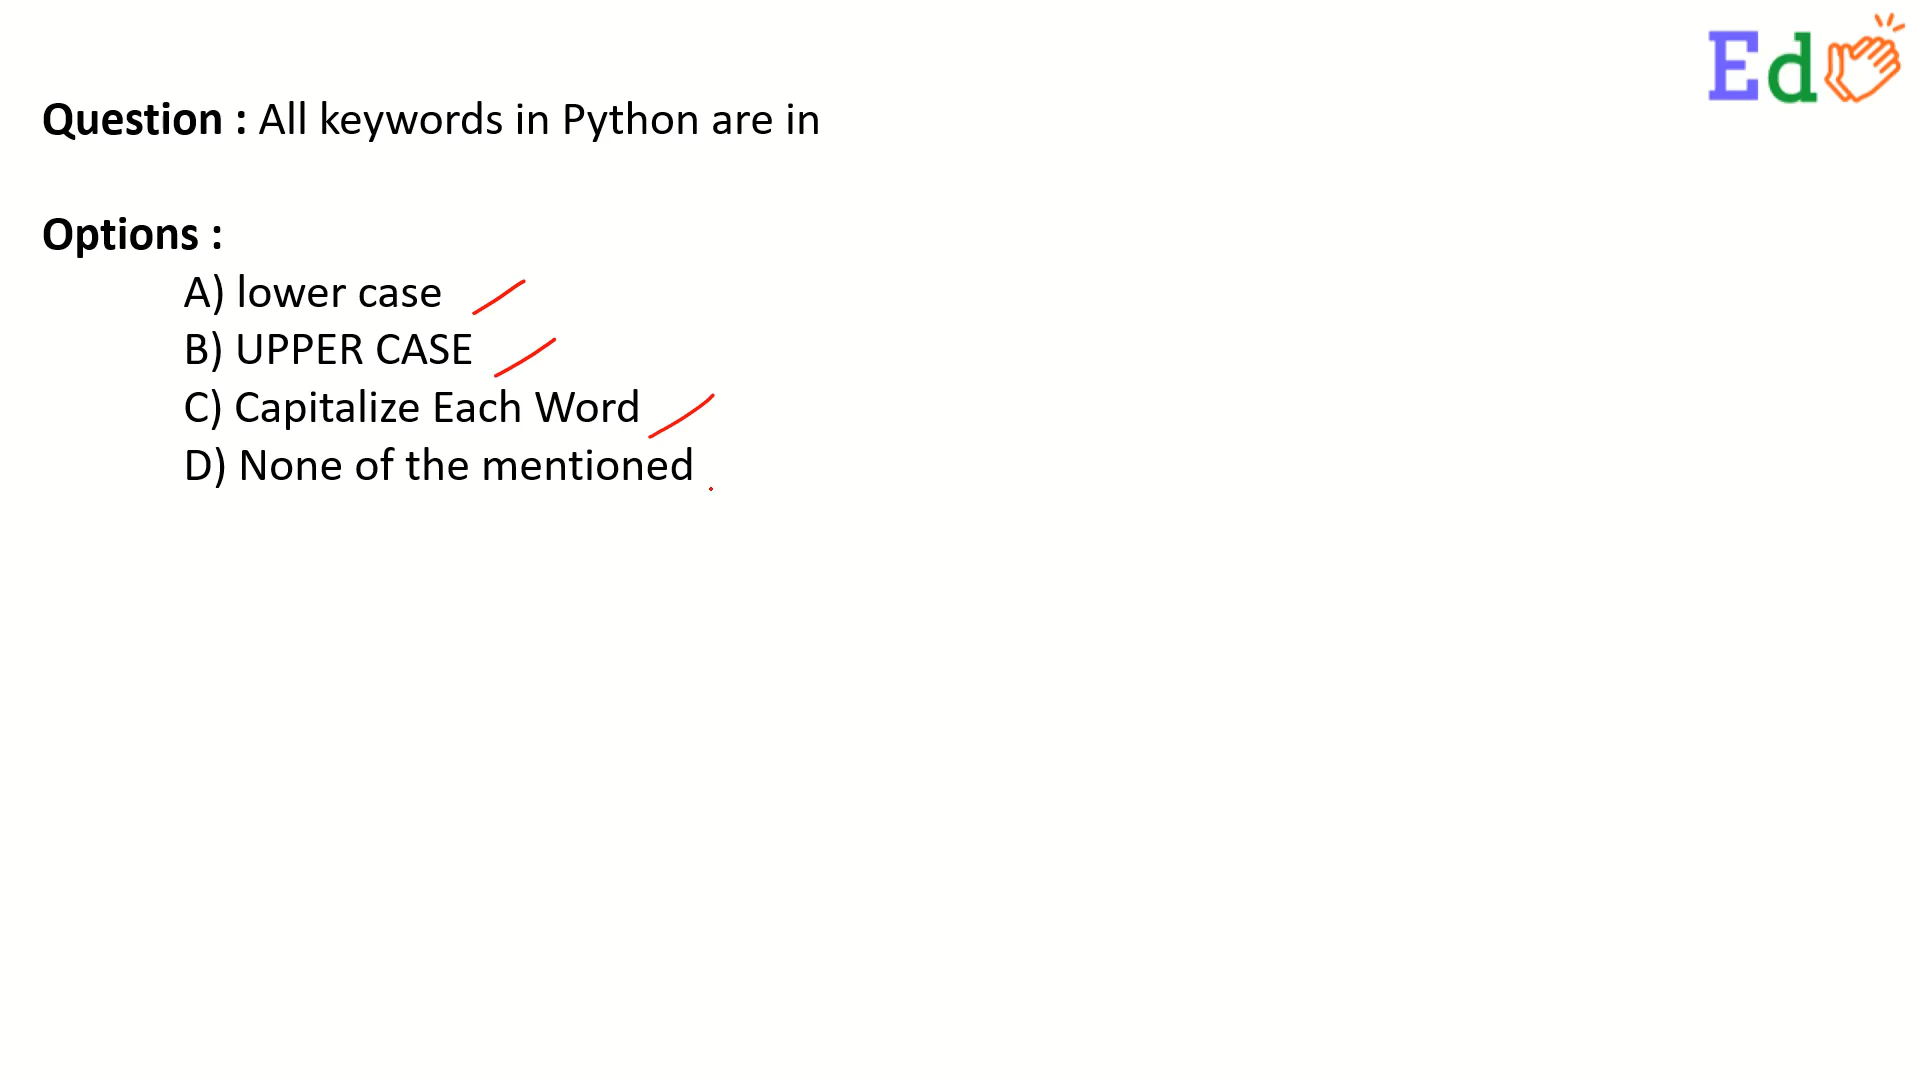 Ed
Question : All keywords in Python are in
Options :
A) lower case
B) UPPER CASE
C) Capitalize Each Word
D) None of the mentioned